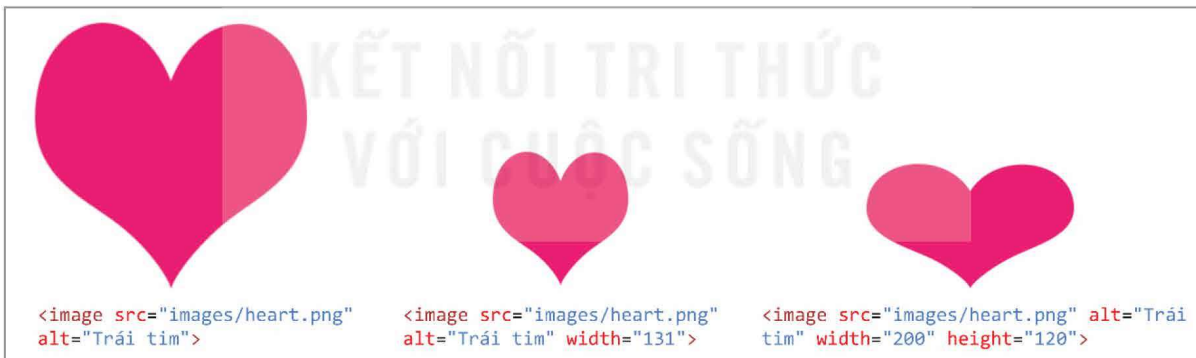 KẾT NỐI TRI THỨC
VỚI CUỘC SỐNG
<image src="images/heart.png"
alt="Trái tim">
<image src="images/heart.png"
alt="Trái tim" width="131">
<image src="images/heart.png" alt="Trái
tim" width="200" height="120">